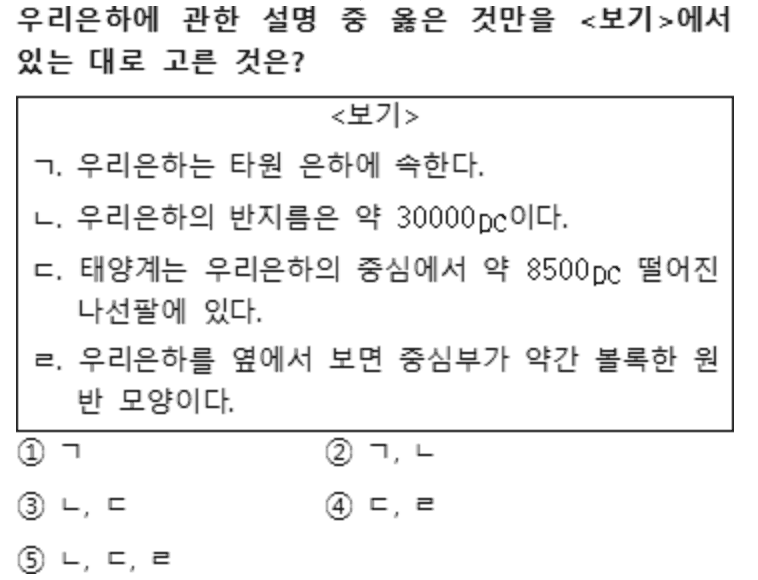 우리은하에 관한 설명 중 옳은 것만을 <보기>에서
있는 대로 고른 것은?
<보기>
ㄱ. 우리은하는 타원 은하에 속한다.
ㄴ. 우리은하의 반지름은 약 30000pc이다.
ㄷ. 태양계는 우리은하의 중심에서 약 8500pc 떨어진
나선팔에 있다.
ㄹ. 우리은하를 옆에서 보면 중심부가 약간 볼록한 원
반 모양이다.
① ㄱ ② ㄱ, ㄴ
③ ㄴ, ㄷ ④ ㄷ, ㄹ
⑤ ㄴ, ㄷ, ㄹ